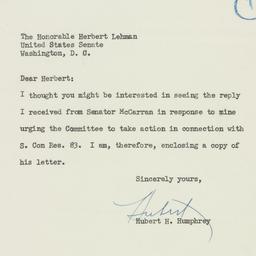 The Honorable Herbert Lehman
United States Senate
Washington, D. C.
Dear Herbert:
I thought you might be interested in seeing the reply
I received from Senator McCarran in response to mine
urging the Committee to take action in connection with
S. Con Res. 83. I am, therefore, enclosing a copy of
his letter.
Sincerely yours,
Hubert
Hubert H. Humphrey